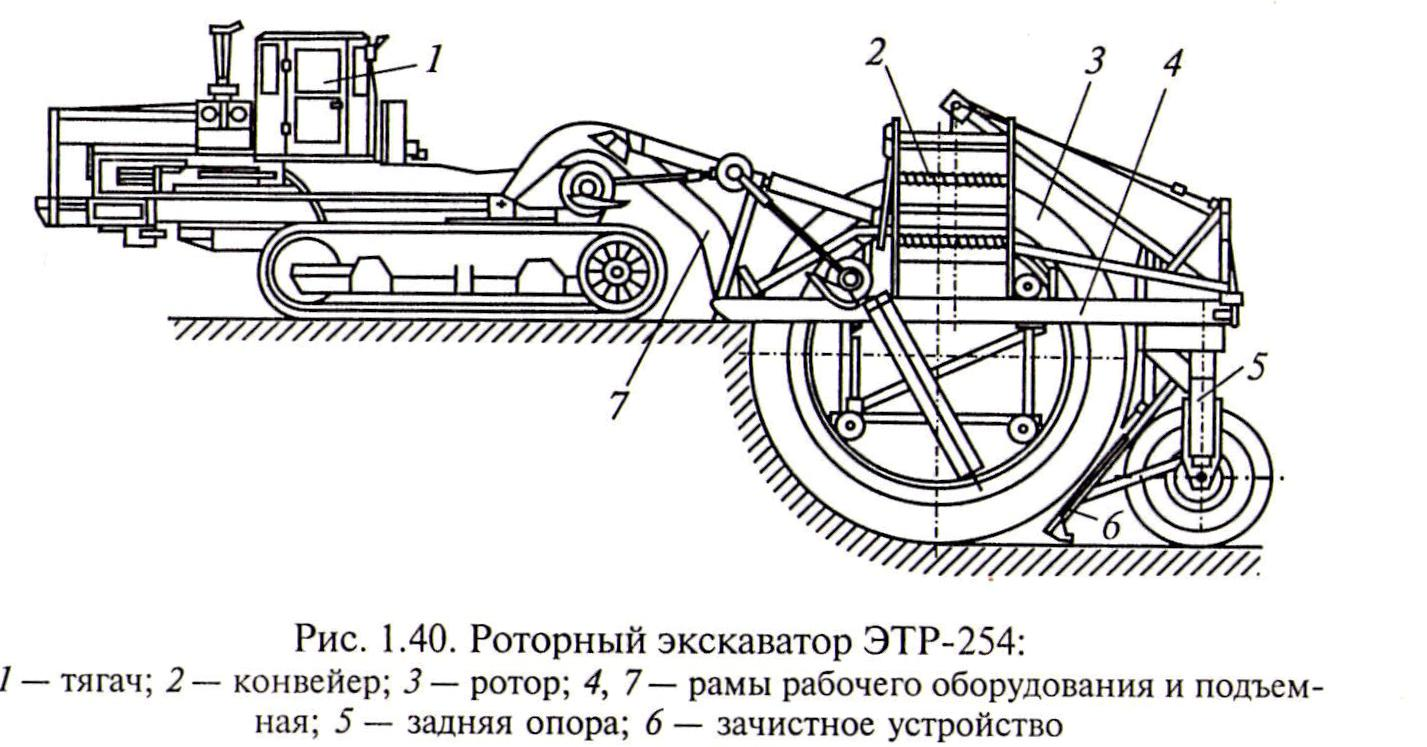 1
2
3
4
5
7
6
Рис. 1.40. Роторный экскаватор ЭТР-254:
1 — тягач; 2 — конвейер; 3 — ротор; 4, 7 — рамы рабочего оборудования и подъем-
ная; 5 — задняя опора; 6 — зачистное устройство